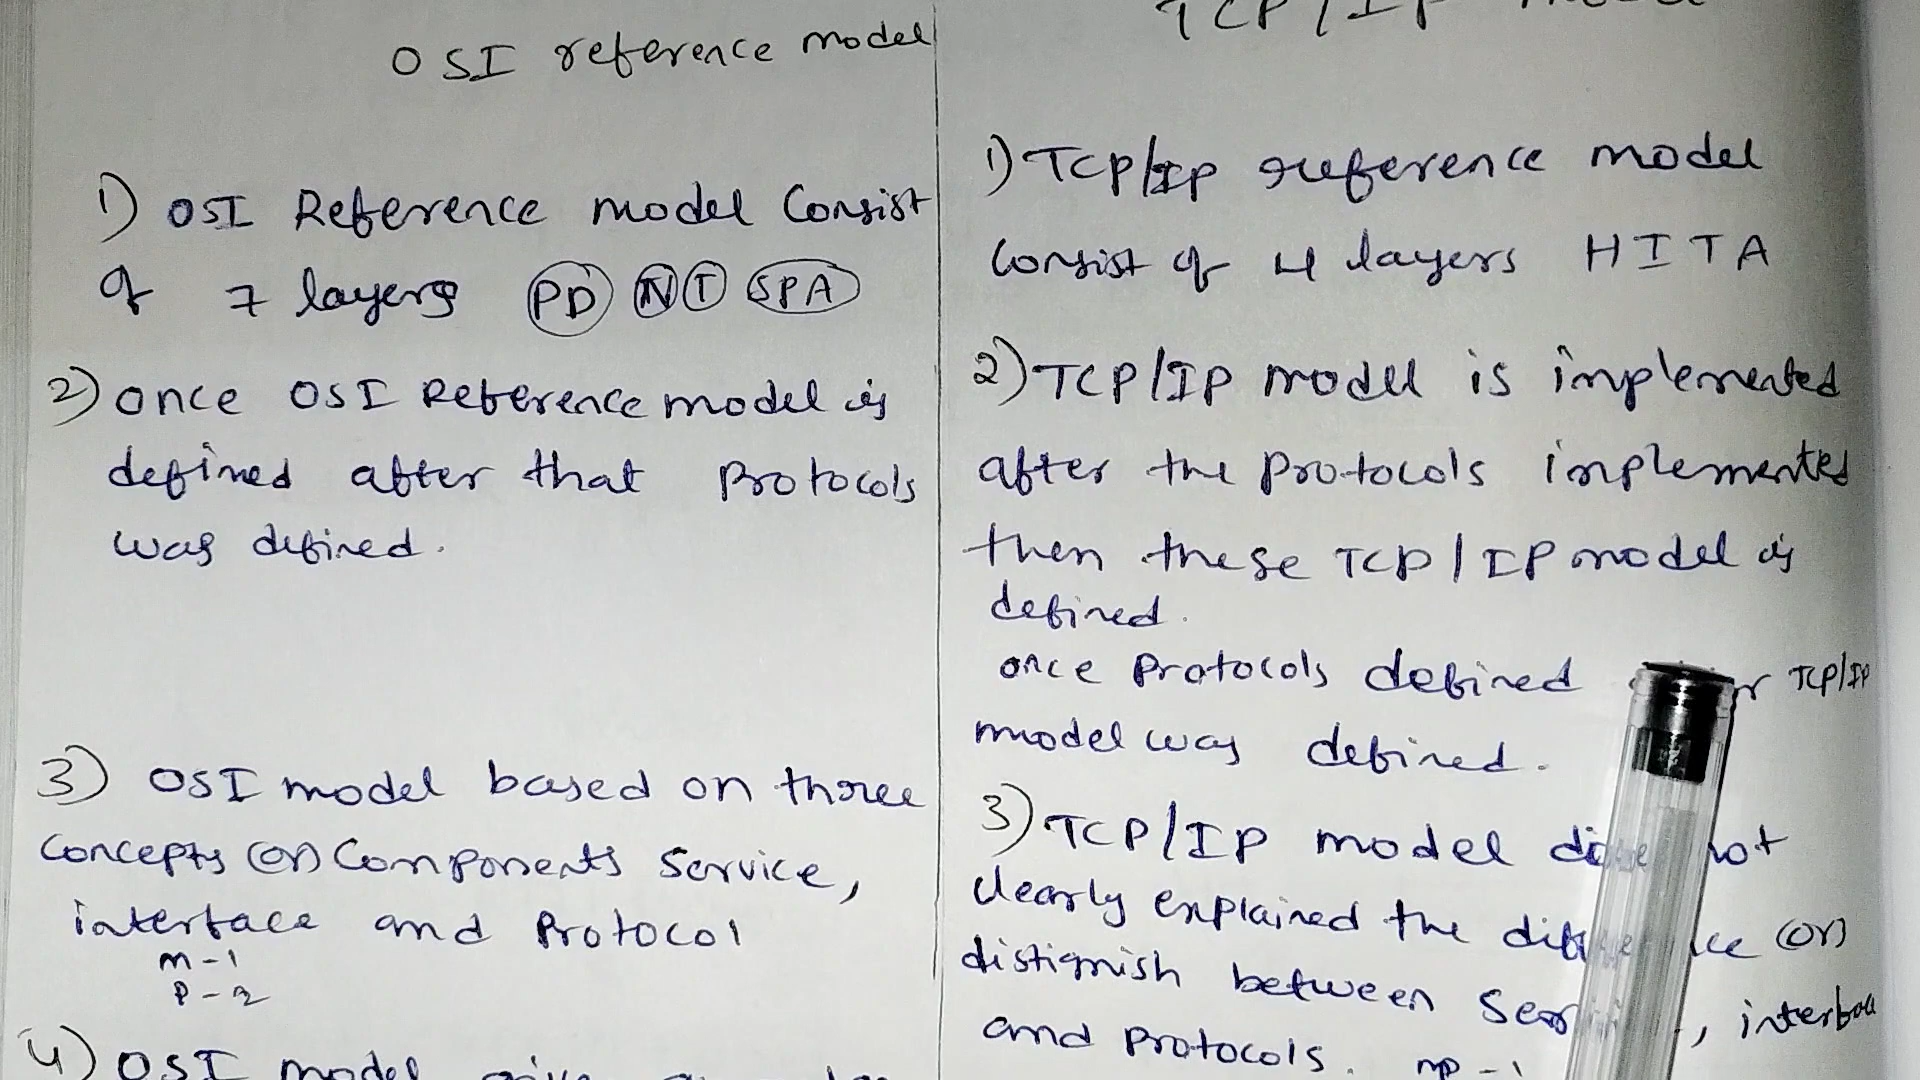 OSI reference model
1) OSI Reference model Consist
of 7 layers PD N T SPA
2) once OSI Reference model is
defined after that Protocols
was defined.
3) OSI model based on three
Concepts (or) Components Service,
interface and Protocol
m-1
P-2
4) OSI model
TCP/IP model
1) TCP/IP reference model
Consist of 4 layers HITA
2) TCP/IP model is implemented
after the Protocols implemented
then these TCP/IP model is
defined.
once Protocols defined TCP/IP
model was defined.
3) TCP/IP model not
clearly explained the (or)
distignish between , interface
and Protocols. mp-1